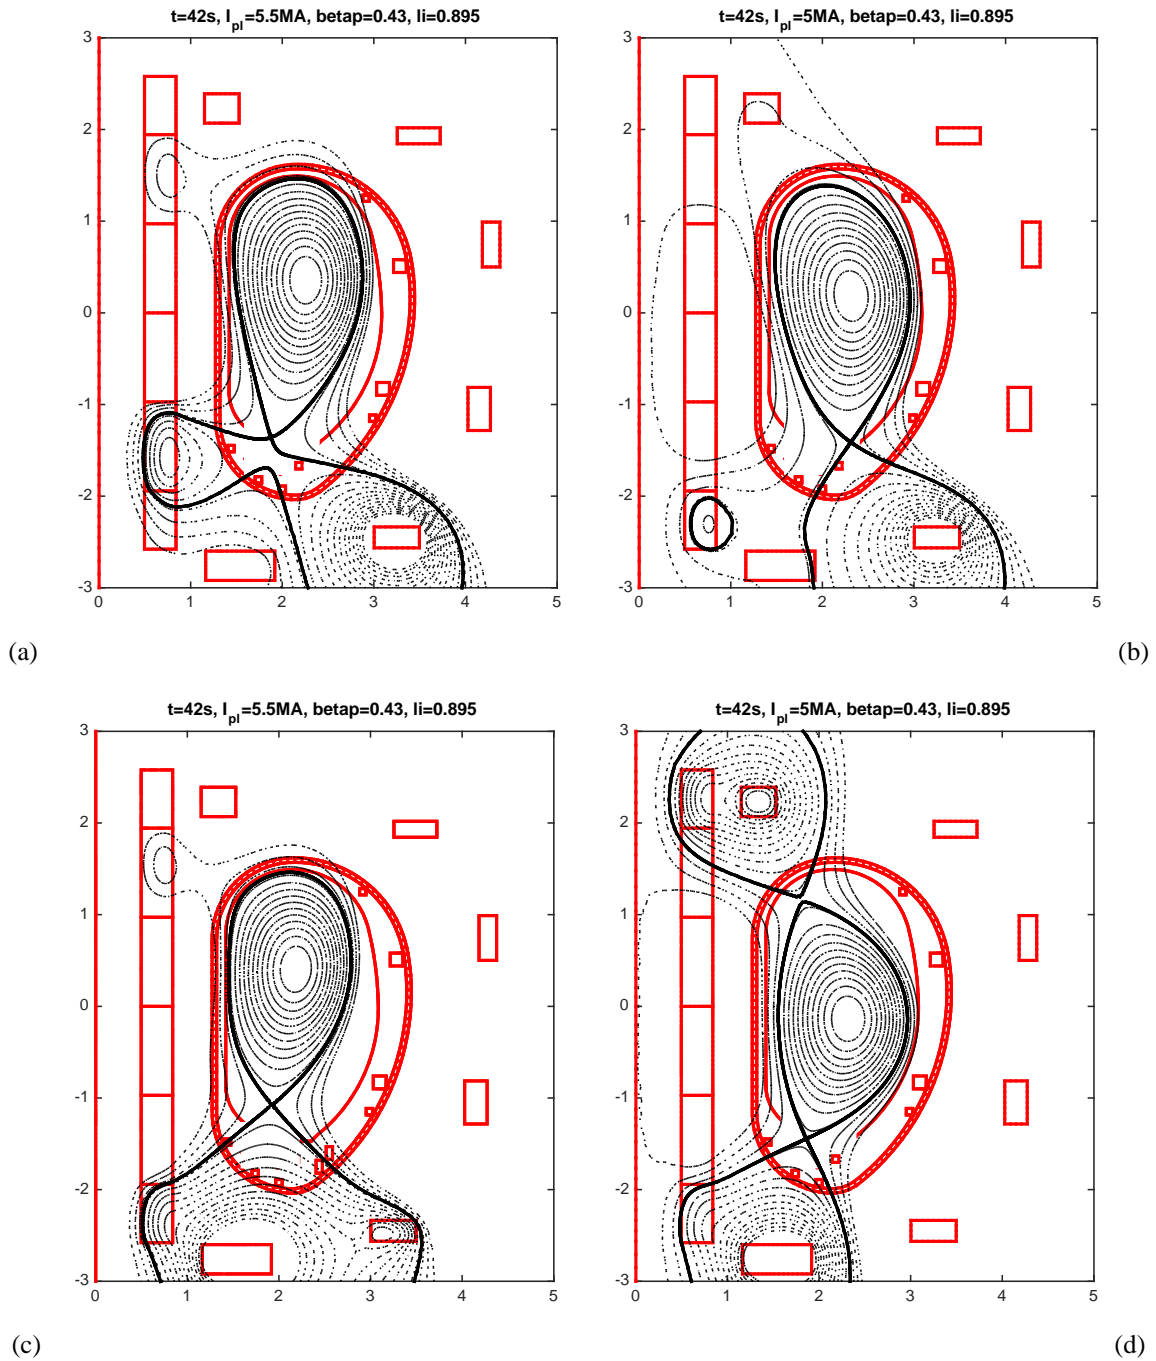 t=42s, I_pl=5.5MA, betap=0.43, li=0.895
3
2
1
0
-1
-2
-3
0 1 2 3 4 5
(a)
t=42s, I_pl=5MA, betap=0.43, li=0.895
3
2
1
0
-1
-2
-3
0 1 2 3 4 5
(b)
t=42s, I_pl=5.5MA, betap=0.43, li=0.895
3
2
1
0
-1
-2
-3
0 1 2 3 4 5
(c)
t=42s, I_pl=5MA, betap=0.43, li=0.895
3
2
1
0
-1
-2
-3
0 1 2 3 4 5
(d)